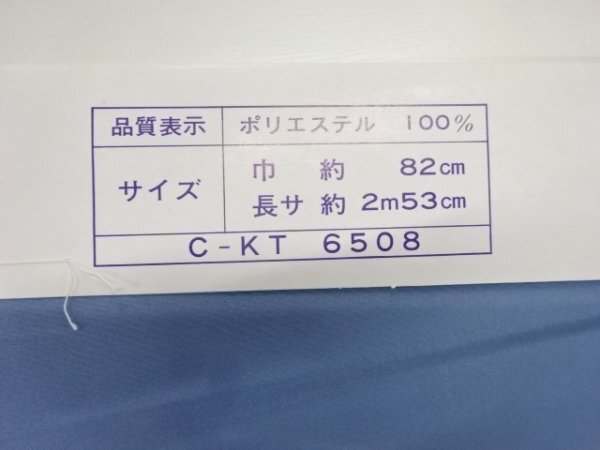 品質表示 ポリエステル 100%
サイズ 巾 約 82cm
長サ 約 2m53cm
C-KT 6508